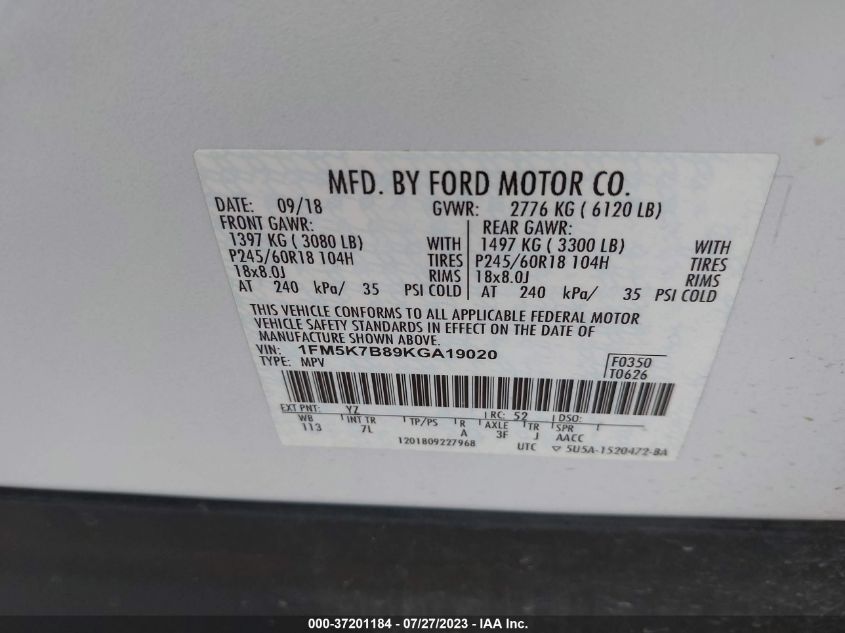 MFD. BY FORD MOTOR CO.
DATE: 09/18 GVWR: 2776 KG ( 6120 LB)
FRONT GAWR: REAR GAWR:
1397 KG ( 3080 LB) WITH 1497 KG ( 3300 LB) WITH
P245/60R18 104H TIRES P245/60R18 104H TIRES
18x8.0J RIMS 18x8.0J RIMS
AT 240 kPa/ 35 PSI COLD AT 240 kPa/ 35 PSI COLD
THIS VEHICLE CONFORMS TO ALL APPLICABLE FEDERAL MOTOR
VEHICLE SAFETY STANDARDS IN EFFECT ON THE DATE OF
MANUFACTURE SHOWN ABOVE.
VIN: 1FM5K7B89KGA19020 F0350
TYPE: MPV T0626
EXT PNT: YZ RC: 52 DSO:
WB INT TR TP/PS R AXLE TR SPR
113 7L A 3F J AACC
1201809227968 UTC ▽ 5U5A-1520472-BA
000-37201184 / 07/27/2023 - IAA Inc.